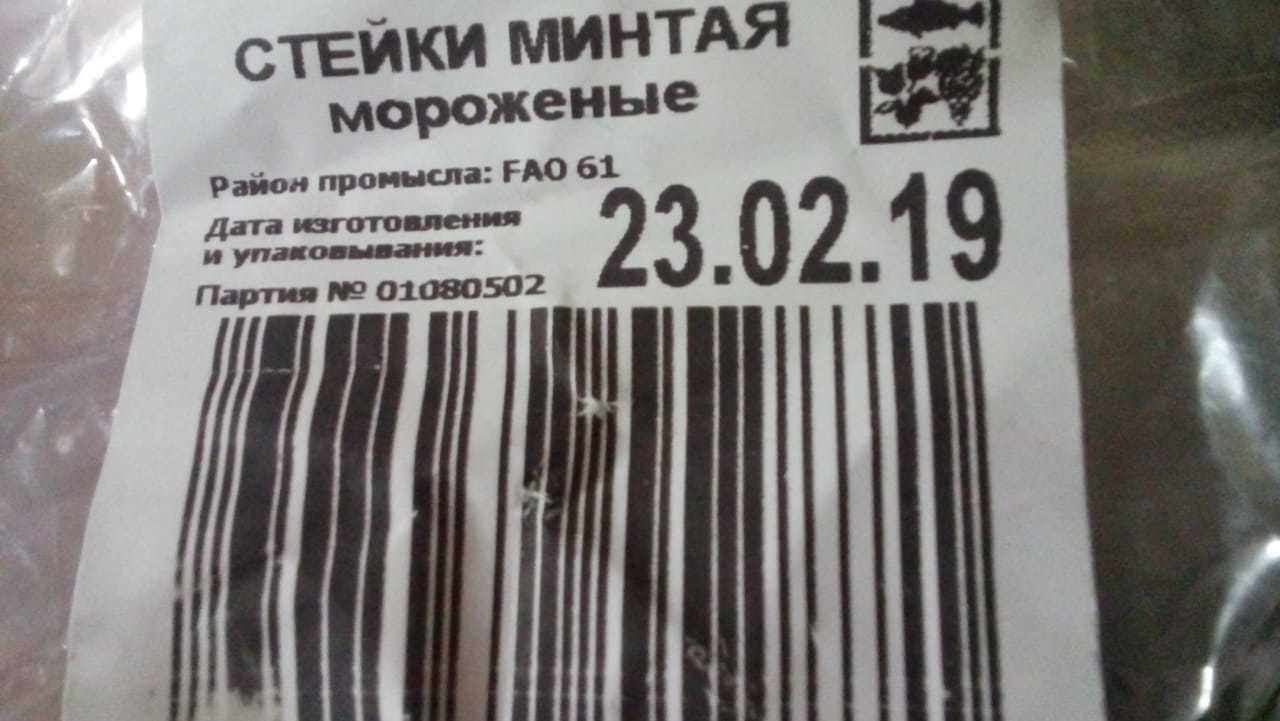 СТЕЙКИ МИНТАЯ
мороженые
Район промысла: FAO 61
Дата изготовления
и упаковывания:
23.02.19
Партия № 01080502